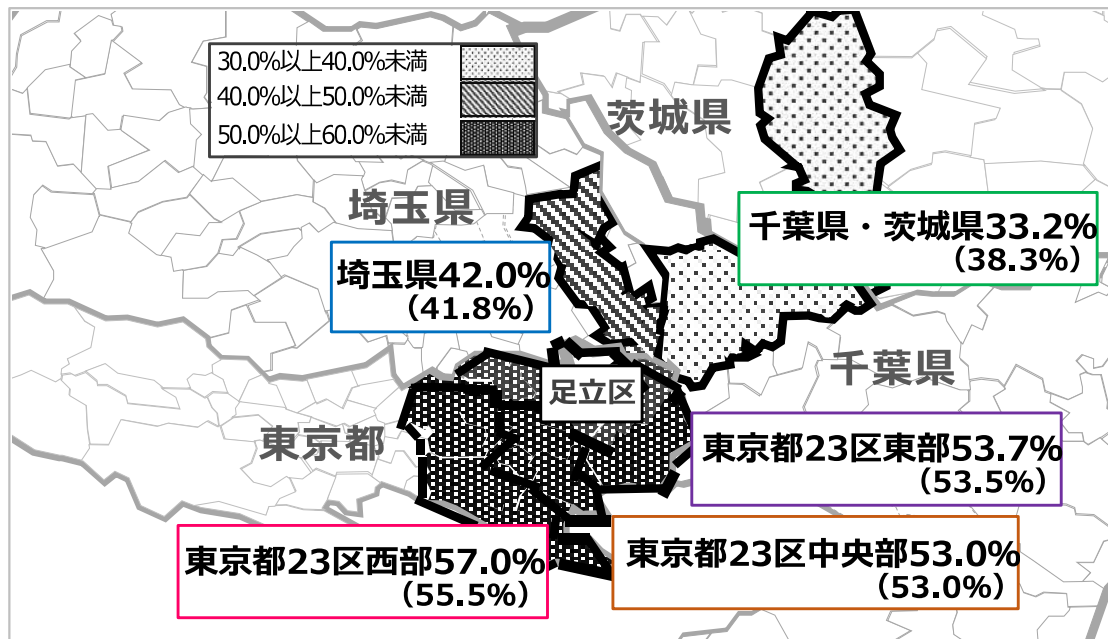 30.0%以上40.0%未満
40.0%以上50.0%未満
50.0%以上60.0%未満
茨城県
埼玉県
千葉県・茨城県33.2%
(38.3%)
埼玉県42.0%
(41.8%)
千葉県
足立区
東京都
東京都23区東部53.7%
(53.5%)
東京都23区西部57.0%
(55.5%)
東京都23区中央部53.0%
(53.0%)